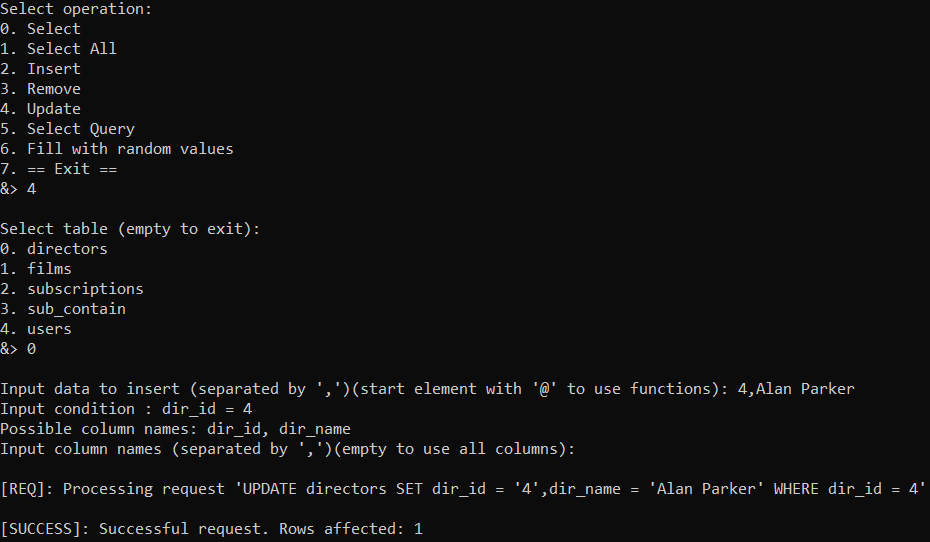 Select operation:
0. Select
1. Select All
2. Insert
3. Remove
4. Update
5. Select Query
6. Fill with random values
7. == Exit ==
&> 4
Select table (empty to exit):
0. directors
1. films
2. subscriptions
3. sub_contain
4. users
&> 0
Input data to insert (separated by ',')(start element with '@' to use functions): 4,Alan Parker
Input condition : dir_id = 4
Possible column names: dir_id, dir_name
Input column names (separated by ',')(empty to use all columns):
[REQ]: Processing request 'UPDATE directors SET dir_id = '4',dir_name = 'Alan Parker' WHERE dir_id = 4'
[SUCCESS]: Successful request. Rows affected: 1